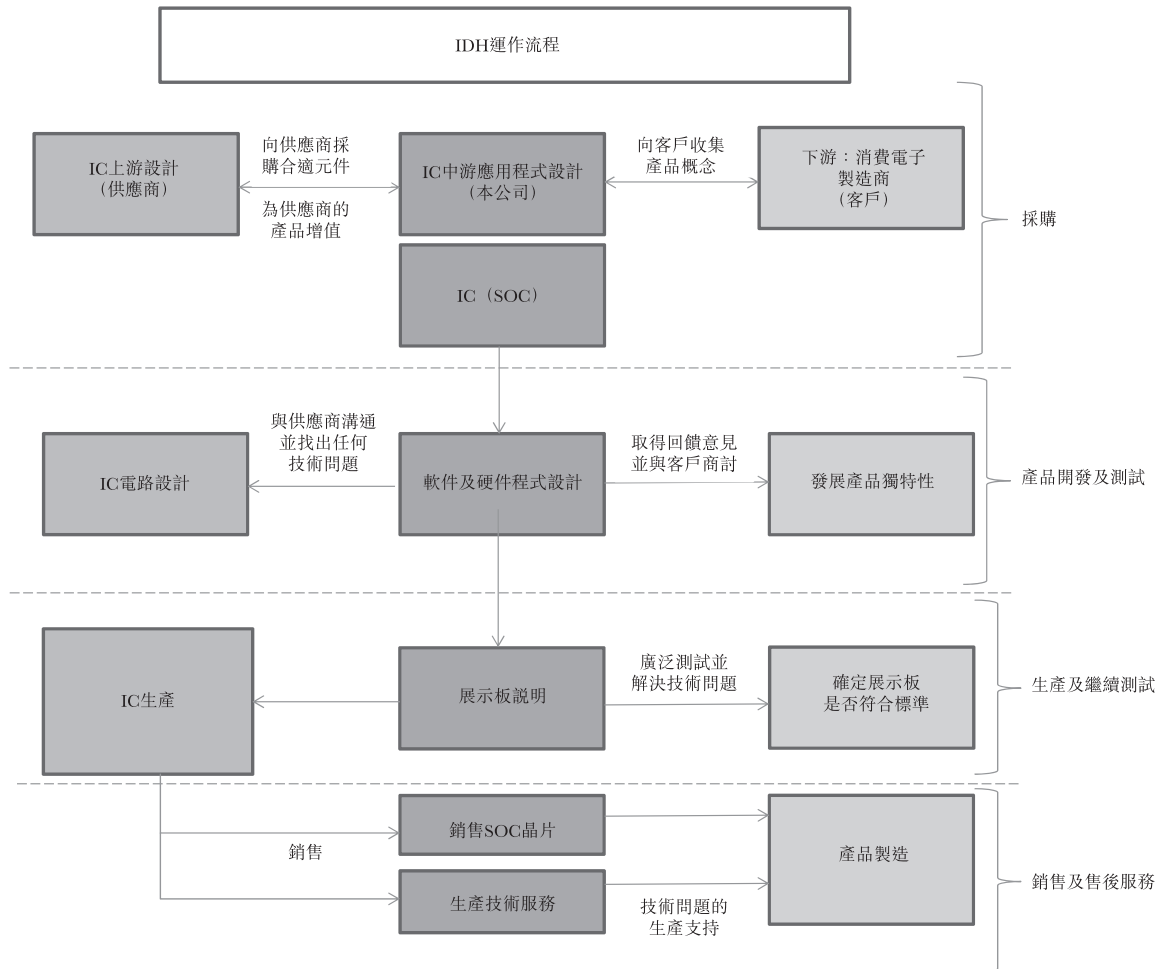 IDH運作流程
IC上游設計
（供應商）
向供應商採
購合適元件
為供應商的
產品增值
IC中游應用程式設計
（本公司）
向客戶收集
產品概念
下游：消費電子
製造商
（客戶）
採購
IC（SOC）
IC電路設計
與供應商溝通
並找出任何
技術問題
軟件及硬件程式設計
取得回饋意見
並與客戶商討
發展產品獨特性
產品開發及測試
IC生產
展示板說明
廣泛測試並
解決技術問題
確定展示板
是否符合標準
生產及繼續測試
銷售
銷售SOC晶片
生產技術服務
技術問題的
生產支持
產品製造
銷售及售後服務